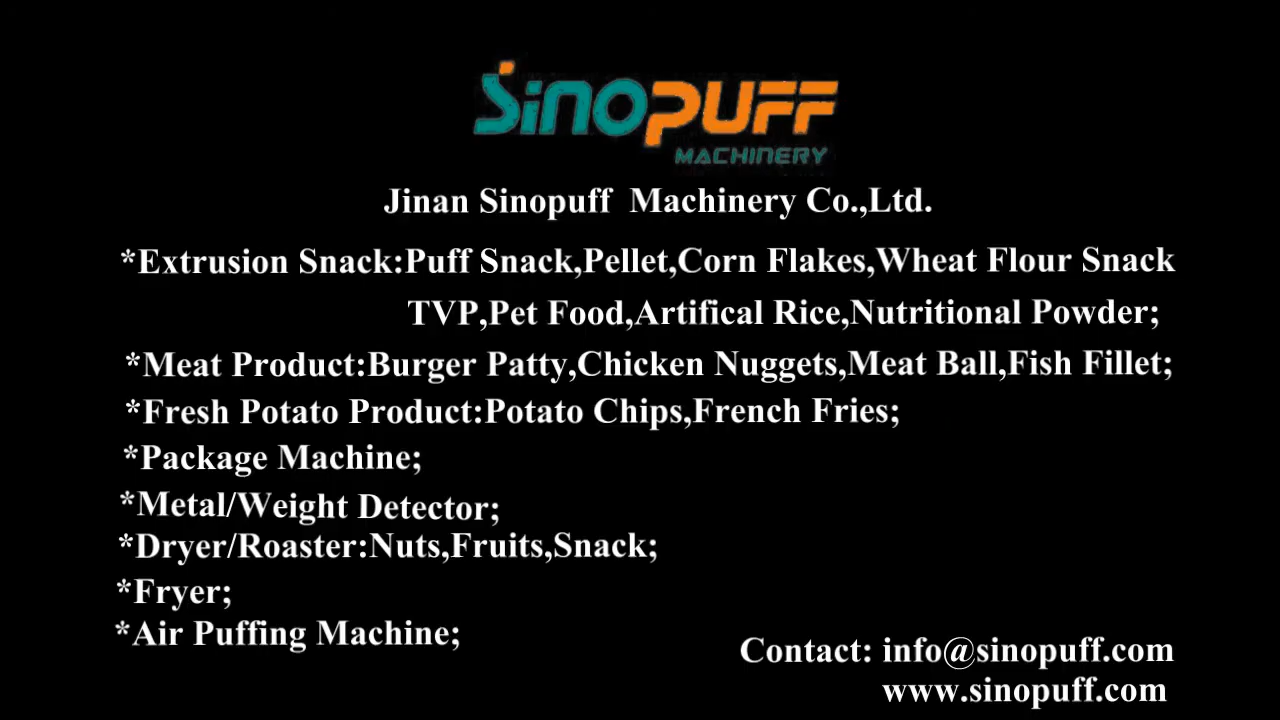 SinoPUFF
MACHINERY
Jinan Sinopuff  Machinery Co.,Ltd.
*Extrusion Snack:Puff Snack,Pellet,Corn Flakes,Wheat Flour Snack
TVP,Pet Food,Artifical Rice,Nutritional Powder;
*Meat Product:Burger Patty,Chicken Nuggets,Meat Ball,Fish Fillet;
*Fresh Potato Product:Potato Chips,French Fries;
*Package Machine;
*Metal/Weight Detector;
*Dryer/Roaster:Nuts,Fruits,Snack;
*Fryer;
*Air Puffing Machine;
Contact: info@sinopuff.com
www.sinopuff.com